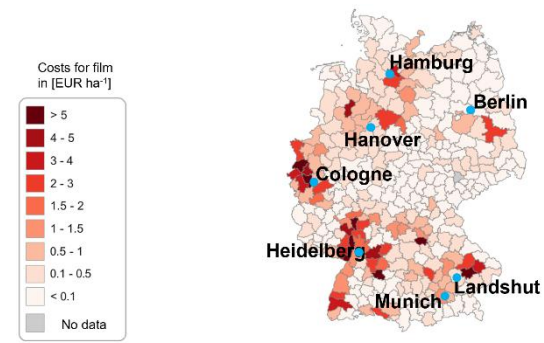 Costs for film
in [EUR ha⁻¹]
> 5
4 - 5
3 - 4
2 - 3
1.5 - 2
1 - 1.5
0.5 - 1
0.1 - 0.5
< 0.1
No data
Hamburg
Berlin
Hanover
Cologne
Heidelberg
Landshut
Munich